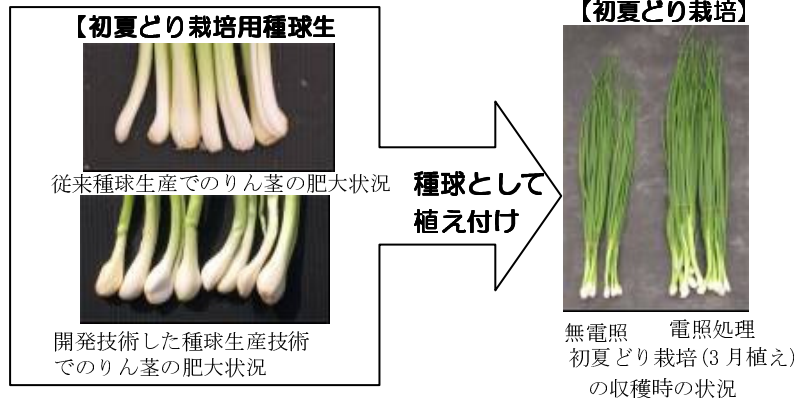 【初夏どり栽培用種球生
従来種球生産でのりん茎の肥大状況
開発技術した種球生産技術
でのりん茎の肥大状況
種球として
植え付け
【初夏どり栽培】
無電照
電照処理
初夏どり栽培(3月植え)
の収穫時の状況